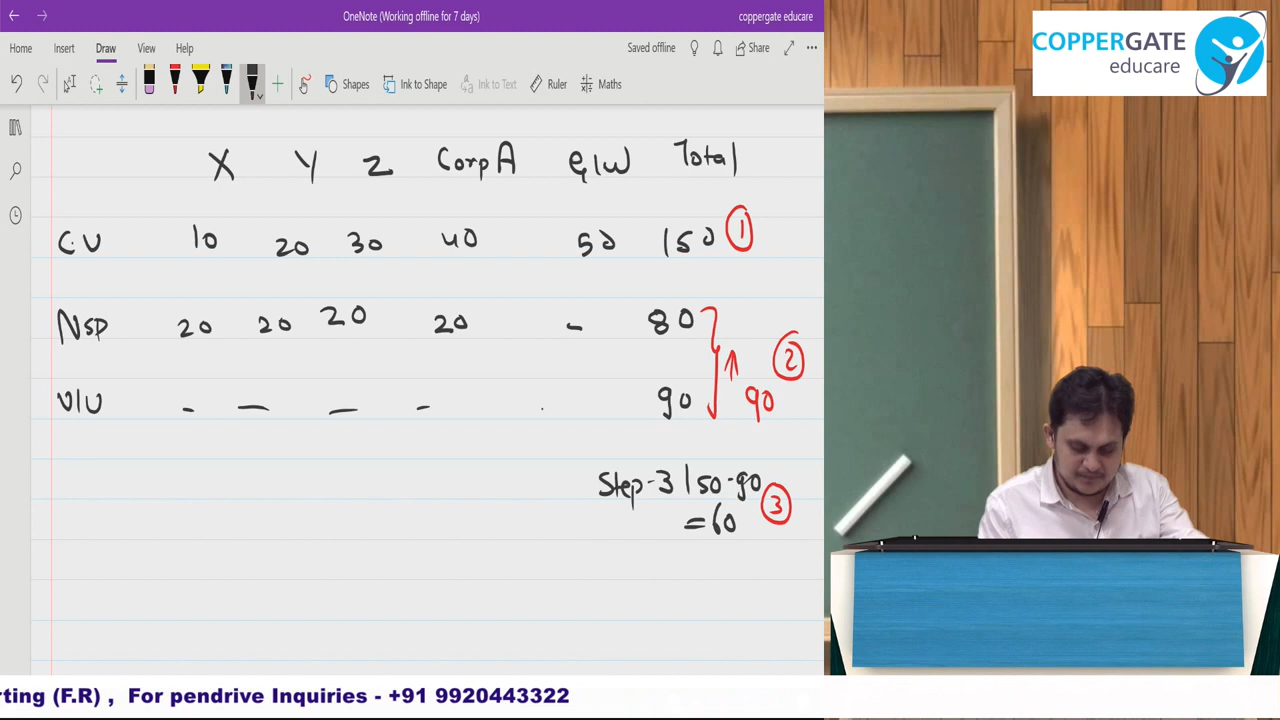 OneNote (Working offline for 7 days)
coppergate educare
Home Insert Draw View Help
Saved offline Share
Shapes Ink to Shape Ink to Text Ruler Maths
COPPERGATE
educare
X Y Z Corp A G/W Total
CV 10 20 30 40 50 150 1
Nsp 20 20 20 20 - 80
2
VIU - - - - 90 ↑ 90
Step-3 150-90
3
=60
rting (F.R) , For pendrive Inquiries - +91 9920443322